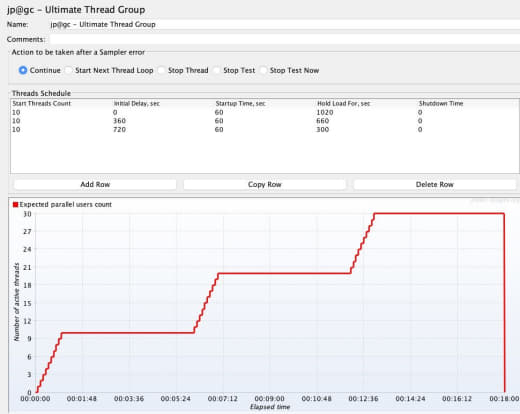 jp@gc - Ultimate Thread Group
Name: jp@gc - Ultimate Thread Group
Comments:
Action to be taken after a Sampler error
Continue Start Next Thread Loop Stop Thread Stop Test Stop Test Now
Threads Schedule
Start Threads Count Initial Delay, sec Startup Time, sec Hold Load For, sec Shutdown Time
10 0 60 1020 0
10 360 60 660 0
10 720 60 300 0
Add Row Copy Row Delete Row
Expected parallel users count
30
27
24
21
18
15
12
9
6
3
0
Number of active threads
00:00:00 00:01:48 00:03:36 00:05:24 00:07:12 00:09:00 00:10:48 00:12:36 00:14:24 00:16:12 00:18:00
Elapsed time